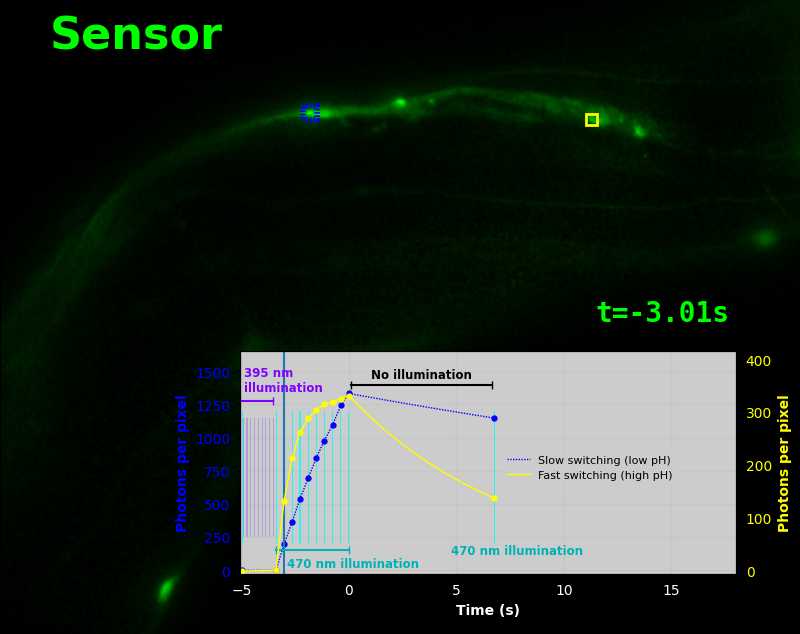 Sensor
t=-3.01s
395 nm
illumination
No illumination
Slow switching (low pH)
Fast switching (high pH)
470 nm illumination
470 nm illumination
Photons per pixel
1500
1250
1000
750
500
250
0
Photons per pixel
400
300
200
100
0
−5
0
5
10
15
Time (s)